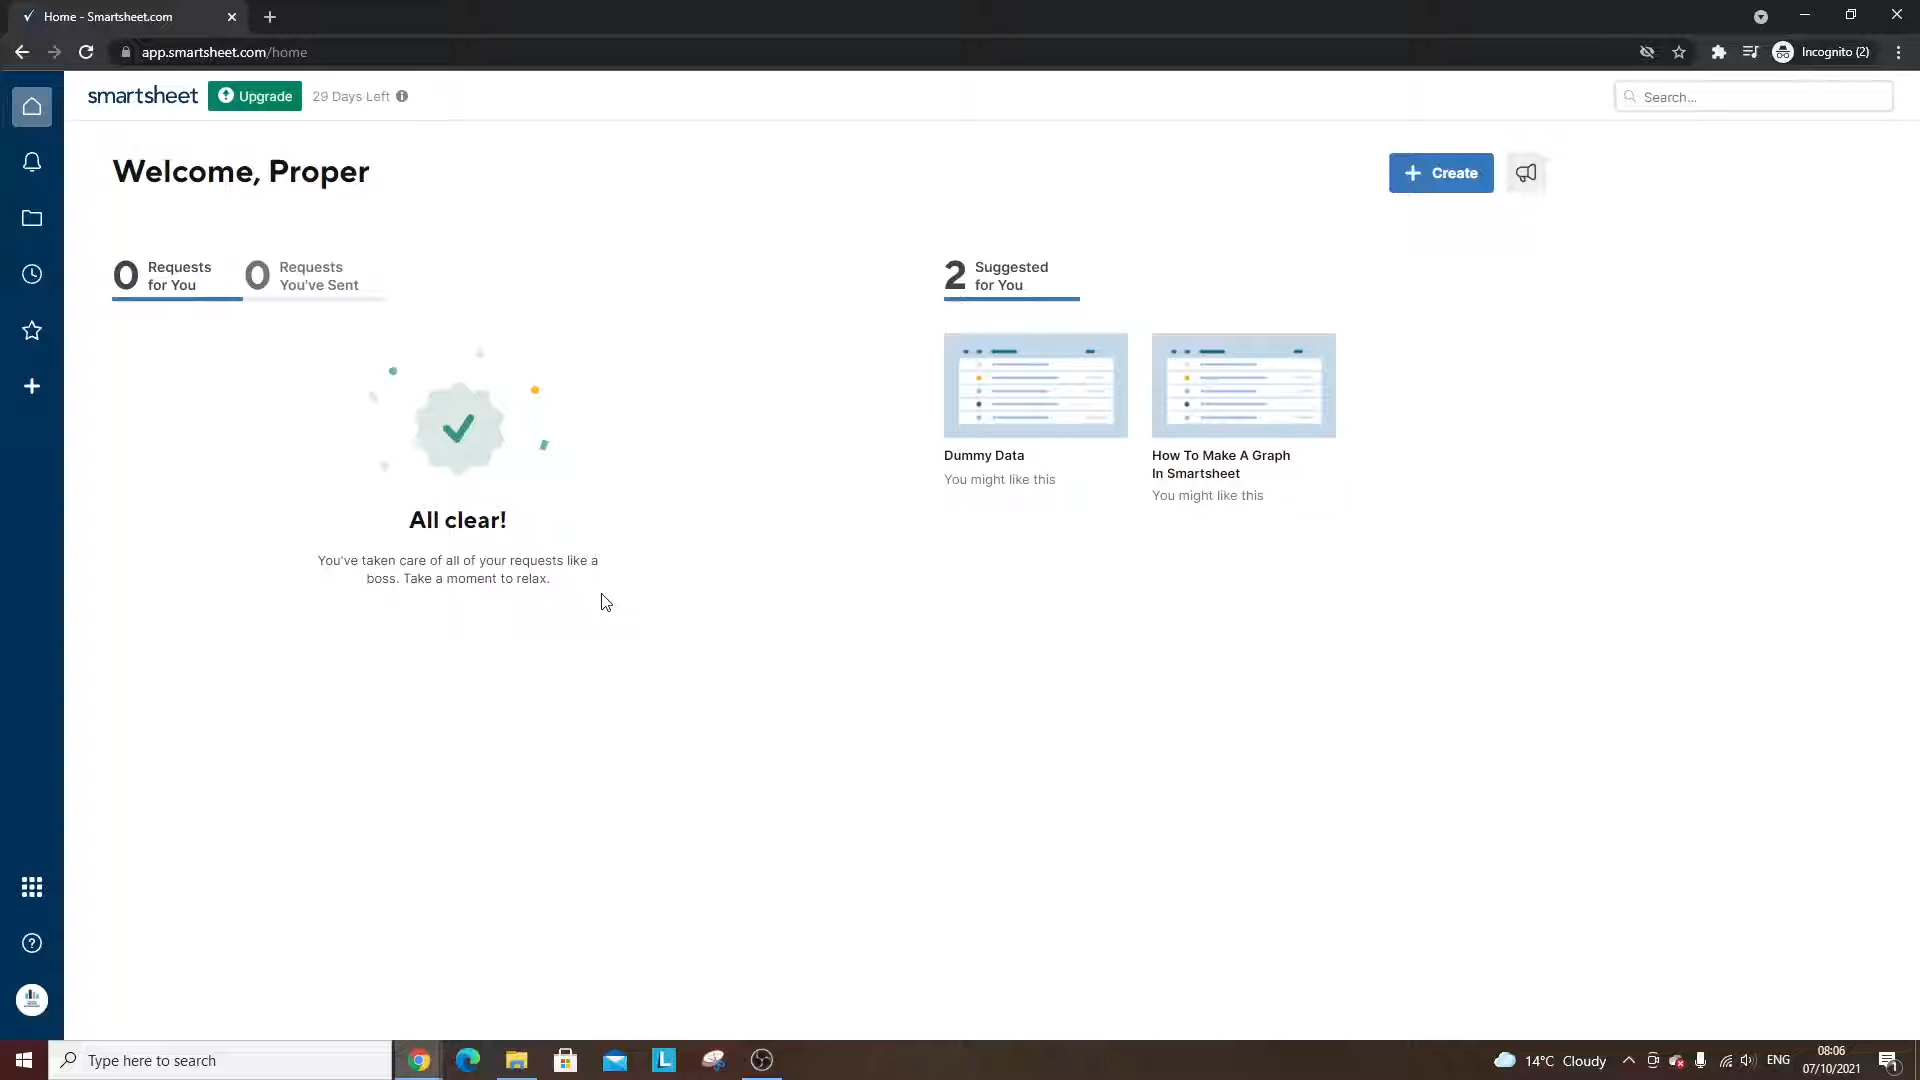 Home - Smartsheet.com
app.smartsheet.com/home
Incognito (2)
smartsheet
Upgrade
29 Days Left
Search...
Welcome, Proper
Create
0 Requests for You
0 Requests You've Sent
2 Suggested for You
Dummy Data
You might like this
How To Make A Graph
In Smartsheet
You might like this
All clear!
You've taken care of all of your requests like a
boss. Take a moment to relax.
Type here to search
L
14°C Cloudy
ENG
08:06
07/10/2021
1